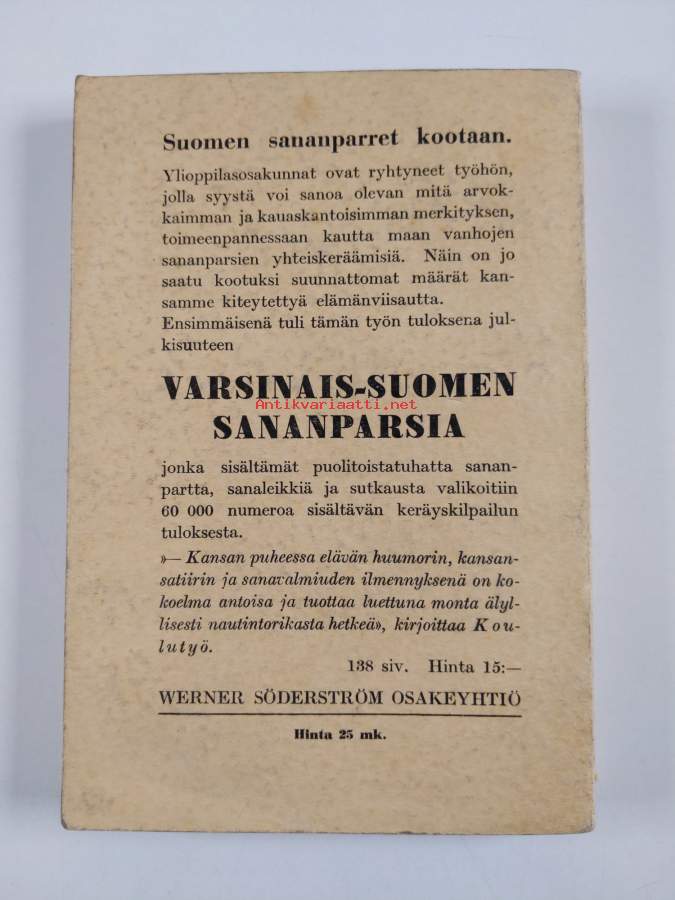 Suomen sananparret kootaan.
Ylioppilasosakunnat ovat ryhtyneet työhön,
jolla syystä voi sanoa olevan mitä arvok-
kaimman ja kauaskantoisimman merkityksen,
toimeenpannessaan kautta maan vanhojen
sananparsien yhteiskeräämisiä. Näin on jo
saatu kootuksi suunnattomat määrät kan-
samme kiteytettyä elämänviisautta.
Ensimmäisenä tuli tämän työn tuloksena jul-
kisuuteen
VARSINAIS-SUOMEN
Antikvariaatti.net
SANANPARSIA
jonka sisältämät puolitoistatuhatta sanan-
partta, sanaleikkiä ja sutkausta valikoitiin
60 000 numeroa sisältävän keräyskilpailun
tuloksesta.
»— Kansan puheessa elävän huumorin, kansan-
satiirin ja sanavalmiuden ilmennyksenä on ko-
koelma antoisa ja tuottaa luettuna monta älyl-
lisesti nautintorikasta hetkeä», kirjoittaa Kou-
lutyö.
138 siv. Hinta 15:—
WERNER SÖDERSTRÖM OSAKEYHTIÖ
Hinta 25 mk.